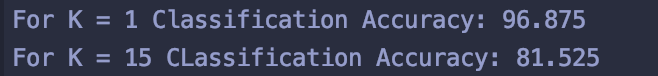 For K = 1 Classification Accuracy: 96.875
For K = 15 CLassification Accuracy: 81.525